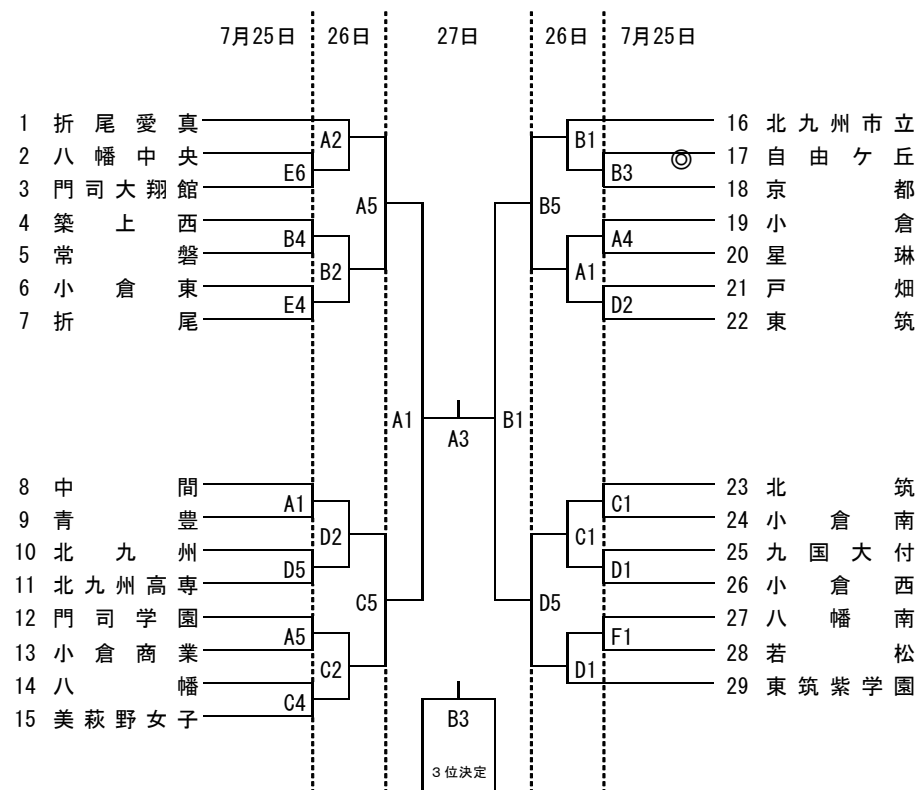 7月25日 26日 27日 26日 7月25日
1 折尾愛真
A2
2 八幡中央
E6
3 門司大翔館
A5
4 築上西
B4
5 常磐
B2
6 小倉東
E4
7 折尾
16 北九州市立
B1
◎
17 自由ケ丘
B3
18 京都
B5
19 小倉
A4
20 星琳
A1
21 戸畑
D2
22 東筑
A1
A3
B1
8 中間
A1
9 青豊
D2
10 北九州
D5
11 北九州高専
C5
12 門司学園
A5
13 小倉商業
C2
14 八幡
C4
15 美萩野女子
23 北筑
C1
24 小倉南
C1
25 九国大付
D1
26 小倉西
D5
27 八幡南
F1
28 若松
D1
29 東筑紫学園
B3
3位決定